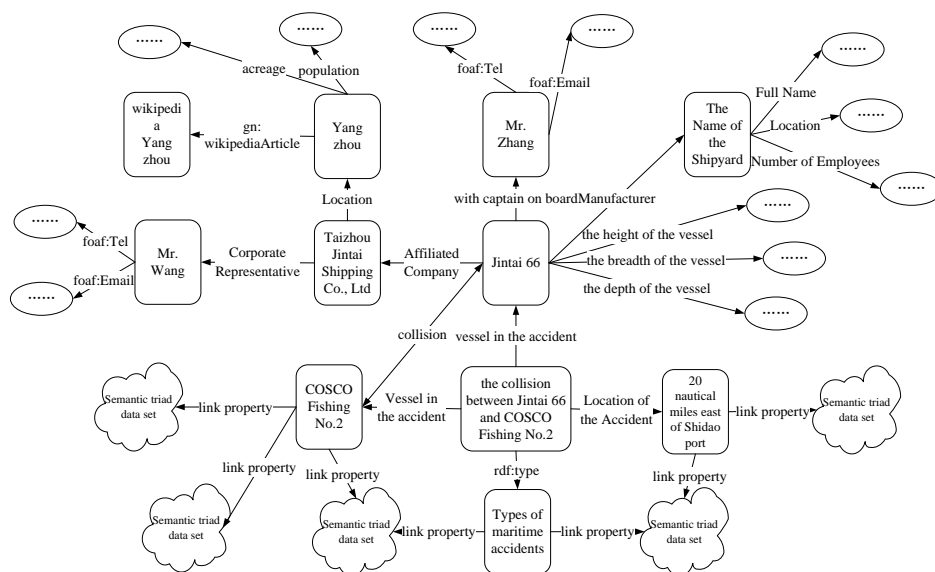 ......
......
......
......
......
acreage
population
foaf:Tel
foaf:Email
Full Name
wikipedi
a
Yang
zhou
gn:
wikipediaArticle
Yang
zhou
Mr.
Zhang
The
Name of
the
Shipyard
Location
......
Number of Employees
......
Location
with captain on board
Manufacturer
......
foaf:Tel
Mr.
Wang
Corporate
Representative
Taizhou
Jintai
Shipping
Co., Ltd
Affiliated
Company
Jintai 66
the height of the vessel
......
the breadth of the vessel
......
foaf:Email
......
the depth of the vessel
......
collision
vessel in the accident
Semantic triad
data set
link property
COSCO
Fishing
No.2
Vessel in
the accident
the collision
between Jintai 66
and COSCO
Fishing No.2
Location of
the Accident
20
nautical
miles east
of Shidao
port
link property
Semantic triad
data set
link property
link property
rdf:type
link property
Semantic triad
data set
Semantic triad
data set
link property
Types of
maritime
accidents
link property
Semantic triad
data set